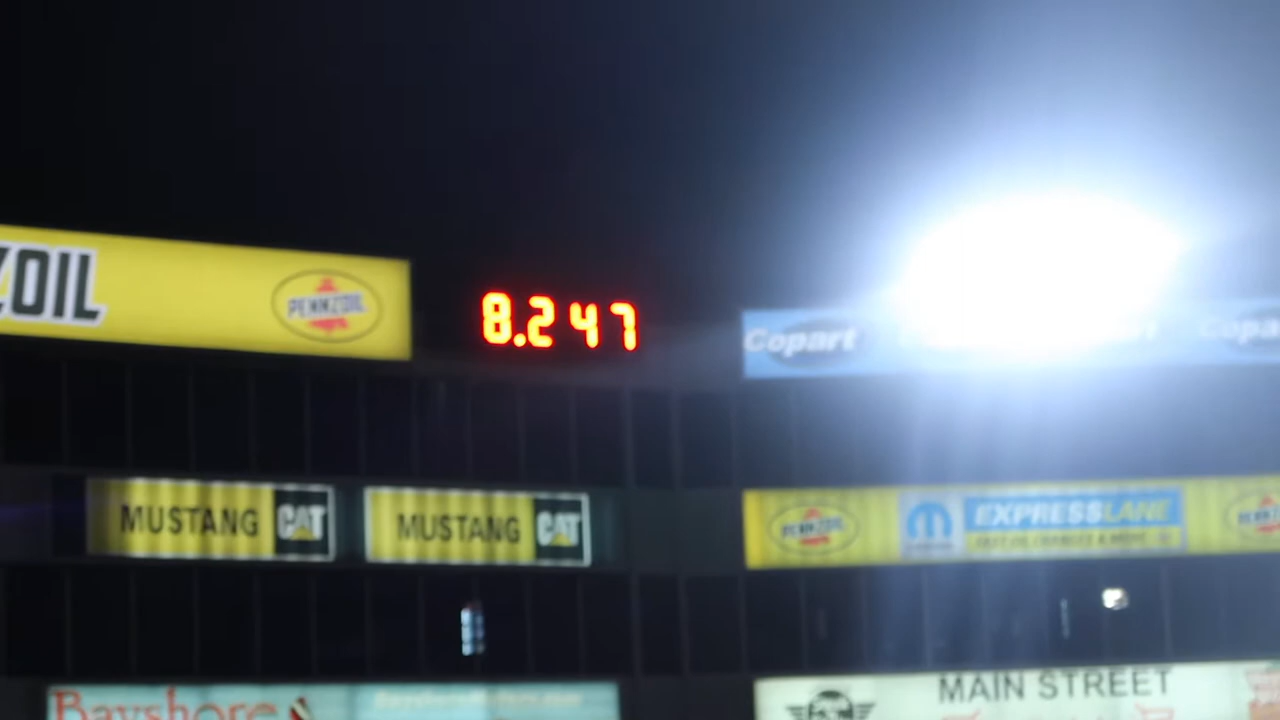 ZOIL
PENNZOIL
8.247
Copart
MUSTANG CAT
MUSTANG CAT
PENNZOIL
EXPRESSLANE
Bayshore
MAIN STREET